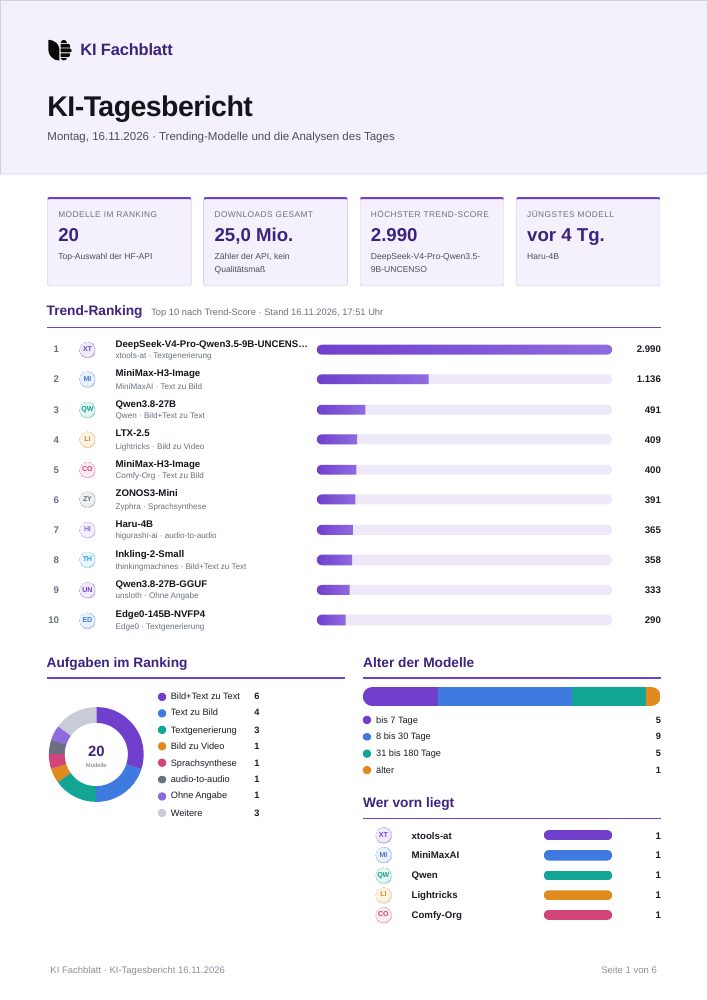 KI Fachblatt
KI-Tagesbericht
Montag, 16.11.2026 · Trending-Modelle und die Analysen des Tages
MODELLE IM RANKING
20
Top-Auswahl der HF-API
DOWNLOADS GESAMT
25,0 Mio.
Zähler der API, kein
Qualitätsmaß
HÖCHSTER TREND-SCORE
2.990
DeepSeek-V4-Pro-Qwen3.5-
9B-UNCENSO
JÜNGSTES MODELL
vor 4 Tg.
Haru-4B
Trend-Ranking Top 10 nach Trend-Score · Stand 16.11.2026, 17:51 Uhr
1 XT DeepSeek-V4-Pro-Qwen3.5-9B-UNCENS... 2.990
xtools-at · Textgenerierung
2 MI MiniMax-H3-Image 1.136
MiniMaxAI · Text zu Bild
3 QW Qwen3.8-27B 491
Qwen · Bild+Text zu Text
4 LI LTX-2.5 409
Lightricks · Bild zu Video
5 CO MiniMax-H3-Image 400
Comfy-Org · Text zu Bild
6 ZY ZONOS3-Mini 391
Zyphra · Sprachsynthese
7 HI Haru-4B 365
higurashi-ai · audio-to-audio
8 TH Inkling-2-Small 358
thinkingmachines · Bild+Text zu Text
9 UN Qwen3.8-27B-GGUF 333
unsloth · Ohne Angabe
10 ED Edge0-145B-NVFP4 290
Edge0 · Textgenerierung
Aufgaben im Ranking
20
Modelle
Bild+Text zu Text 6
Text zu Bild 4
Textgenerierung 3
Bild zu Video 1
Sprachsynthese 1
audio-to-audio 1
Ohne Angabe 1
Weitere 3
Alter der Modelle
bis 7 Tage 5
8 bis 30 Tage 9
31 bis 180 Tage 5
älter 1
Wer vorn liegt
XT xtools-at 1
MI MiniMaxAI 1
QW Qwen 1
LI Lightricks 1
CO Comfy-Org 1
KI Fachblatt · KI-Tagesbericht 16.11.2026
Seite 1 von 6